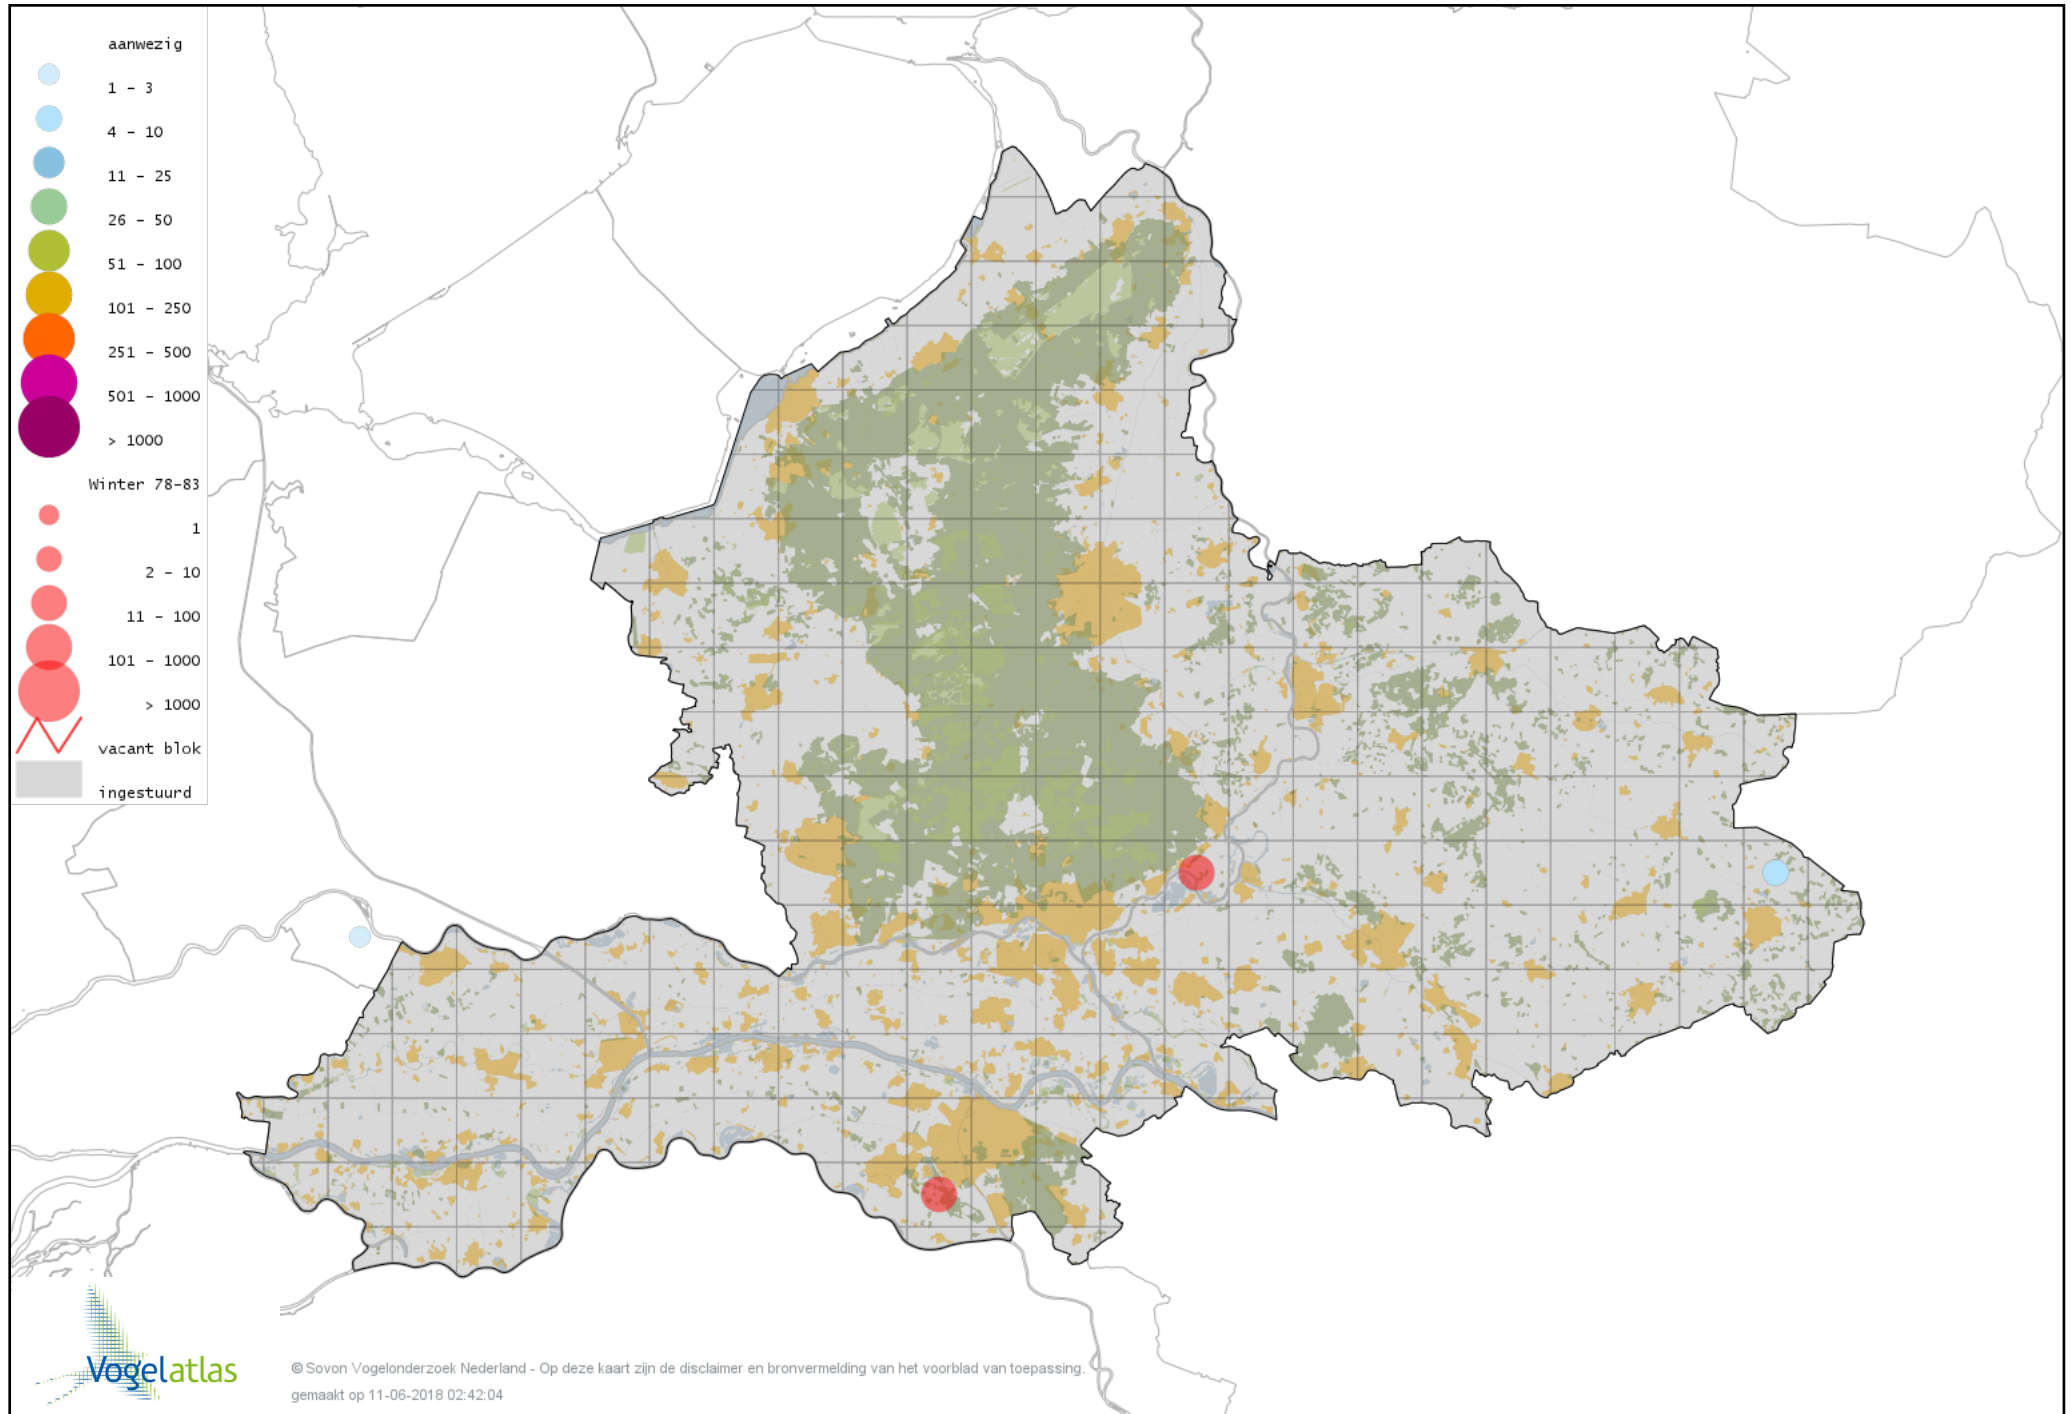 aanwezig
1 - 3
4 - 10
11 - 25
26 - 50
51 - 100
101 - 250
251 - 500
501 - 1000
> 1000
Winter 78-83
1
2 - 10
11 - 100
101 - 1000
> 1000
vacant blok
ingestuurd
Vogelatlas
© Sovon Vogelonderzoek Nederland - Op deze kaart zijn de disclaimer en bronvermelding van het voorblad van toepassing.
gemaakt op 11-06-2018 02:42:04